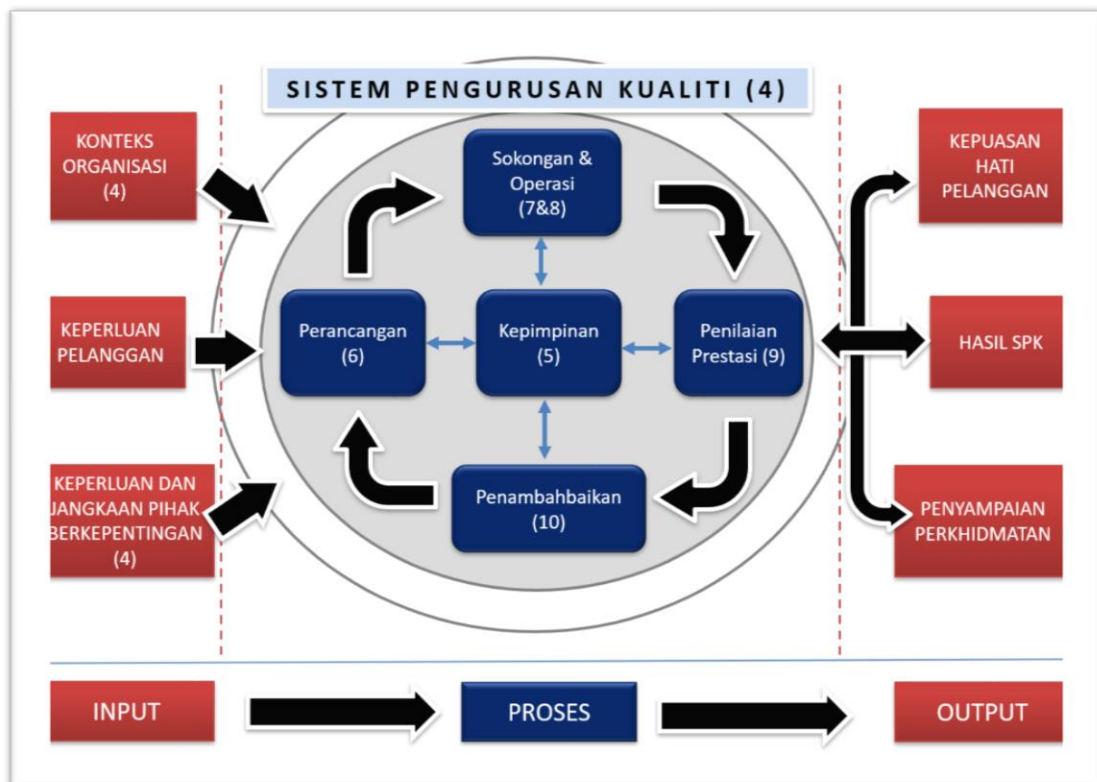 SISTEM PENGURUSAN KUALITI (4)
KONTEKS
ORGANISASI
(4)
KEPERLUAN
PELANGGAN
KEPERLUAN DAN
JANGKAAN PIHAK
BERKEPENTINGAN
(4)
Sokongan &
Operasi
(7&8)
Perancangan
(6)
Kepimpinan
(5)
Penilaian
Prestasi (9)
Penambahbaikan
(10)
KEPUASAN
HATI
PELANGGAN
HASIL SPK
PENYAMPAIAN
PERKHIDMATAN
INPUT
PROSES
OUTPUT